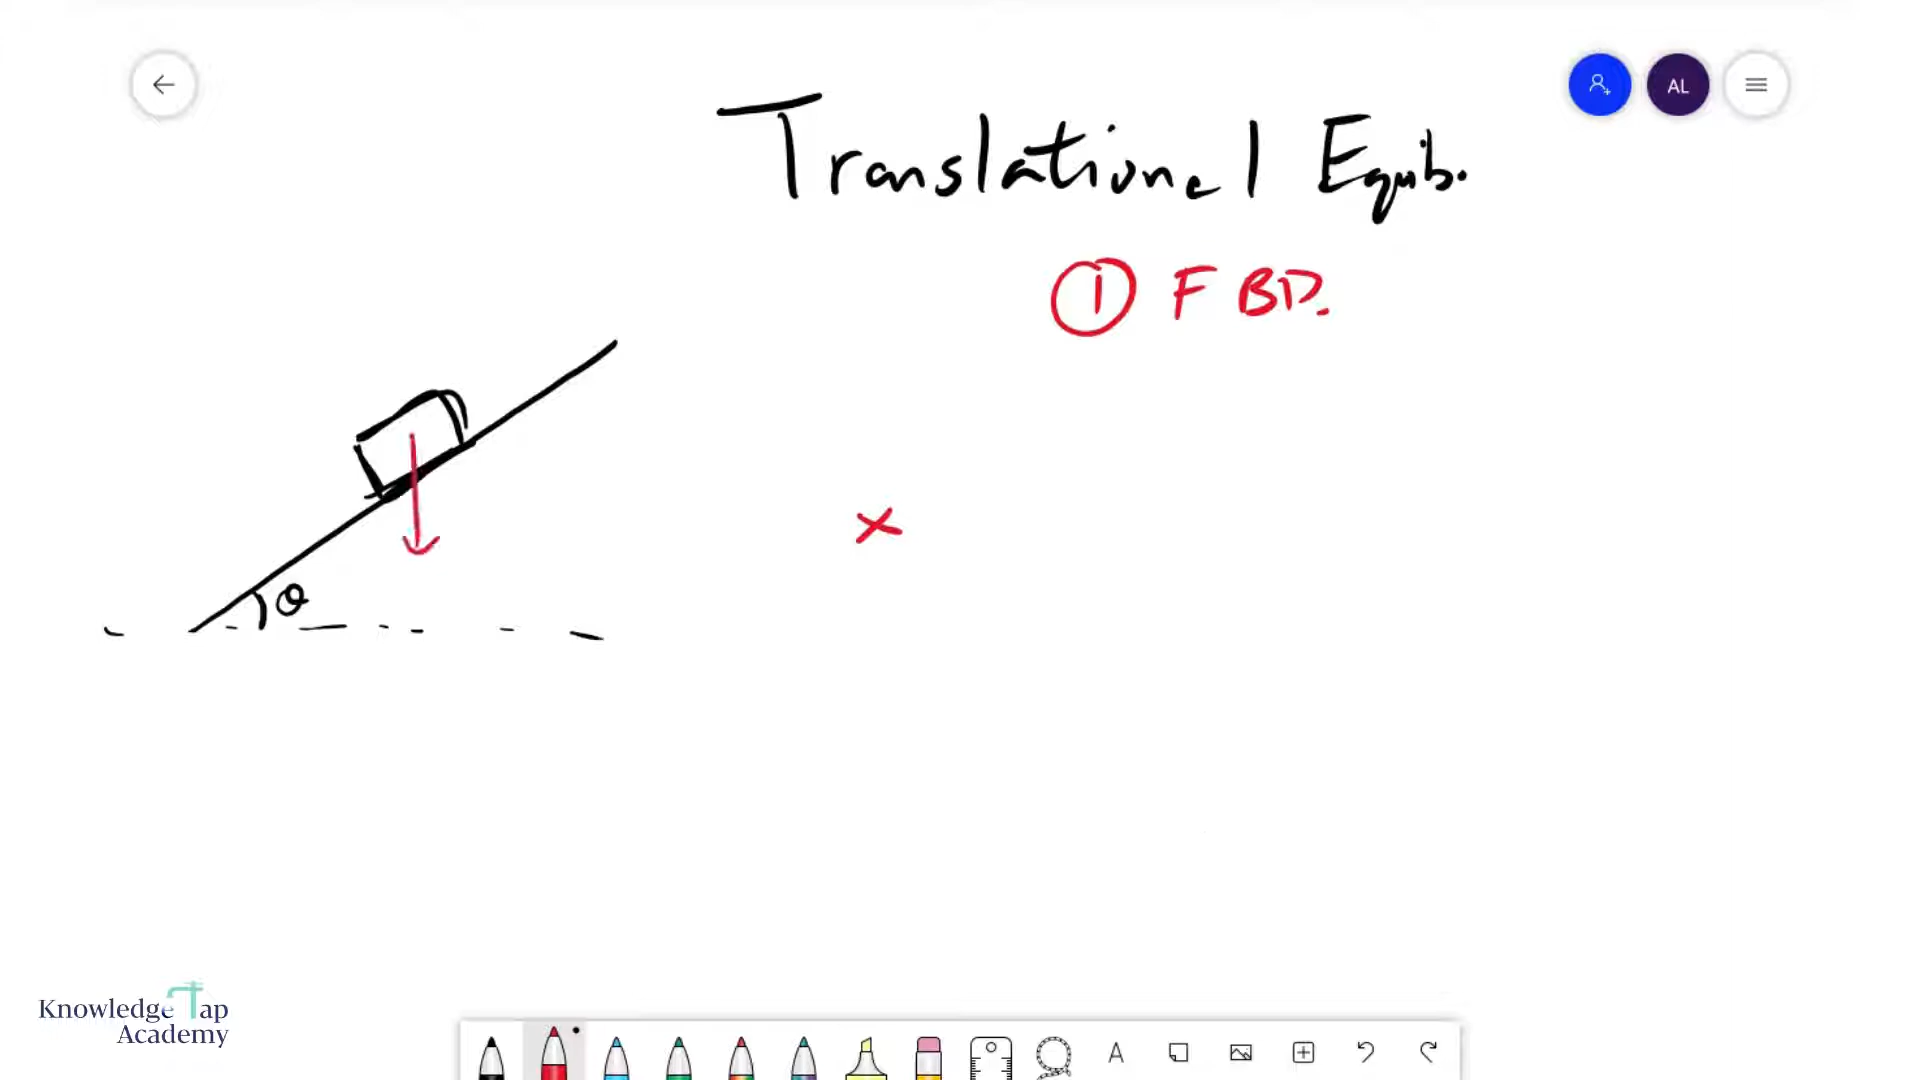 AL
Translational Equib.
① FBD.
θ
x
Knowledge Tap
Academy
A